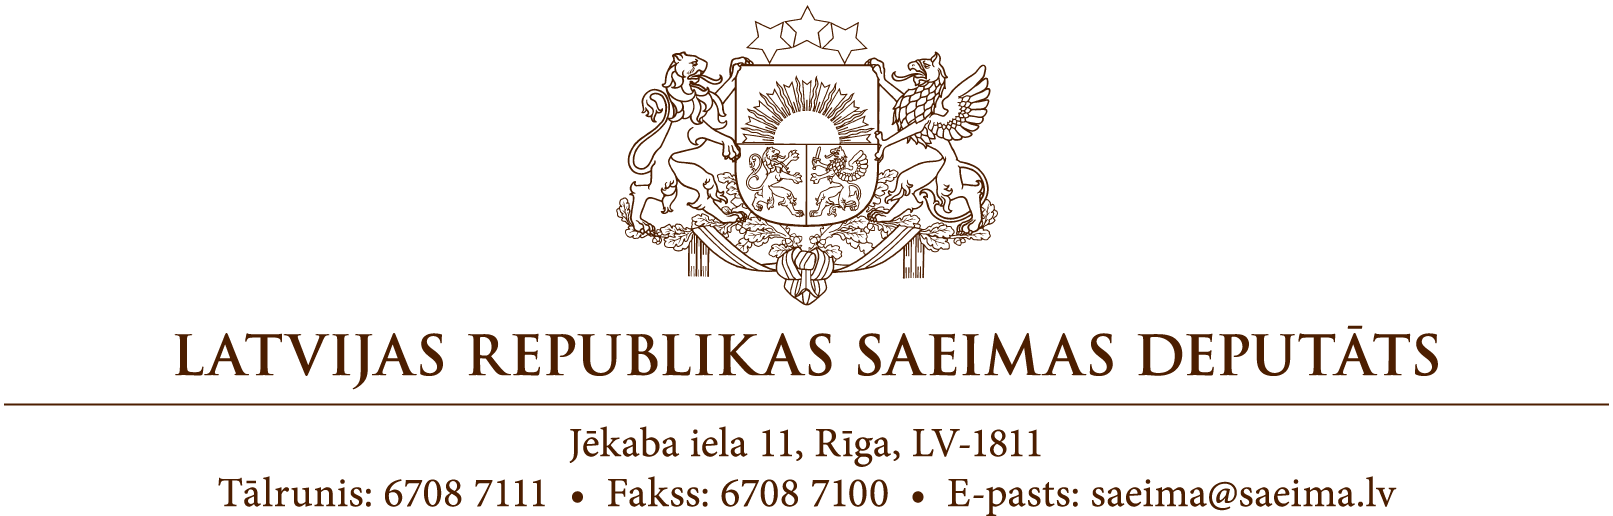 LATVIJAS REPUBLIKAS SAEIMAS DEPUTĀTS
Jēkaba iela 11, Rīga, LV-1811
Tālrunis: 6708 7111 • Fakss: 6708 7100 • E-pasts: saeima@saeima.lv